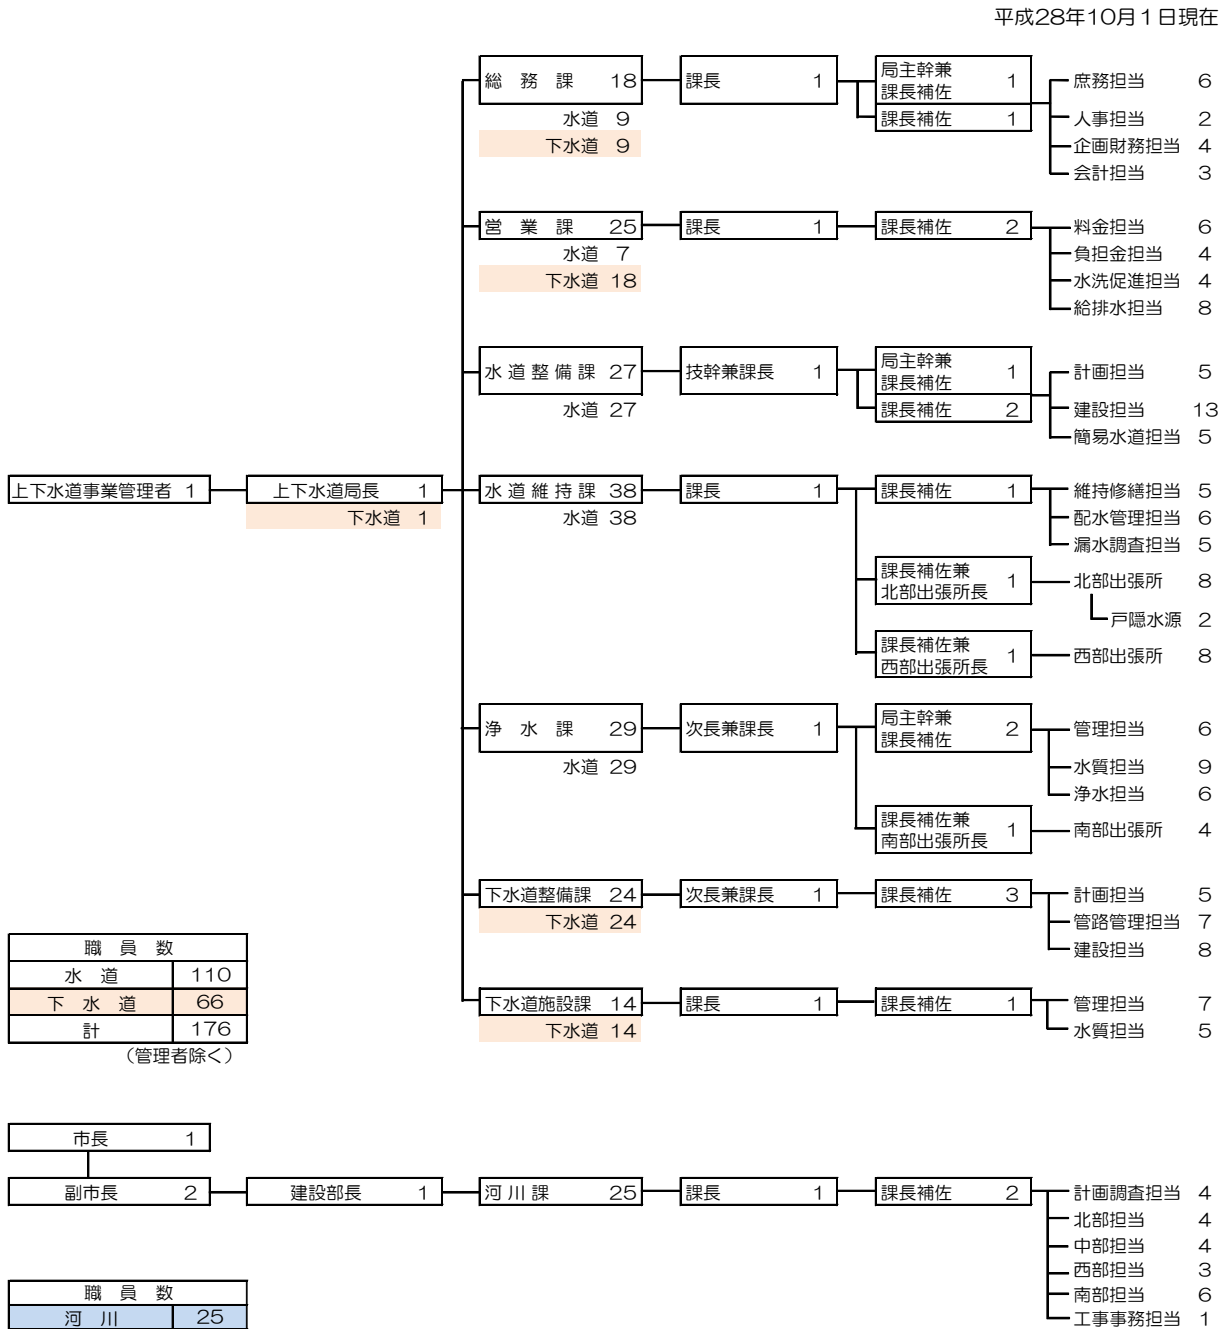 平成28年10月1日現在
総務課 18 課長 1 局主幹兼課長補佐 1 庶務担当 6
水道 9 課長補佐 1 人事担当 2
下水道 9 企画財務担当 4
会計担当 3
営業課 25 課長 1 課長補佐 2 料金担当 6
水道 7 負担金担当 4
下水道 18 水洗促進担当 4
給排水担当 8
水道整備課 27 技幹兼課長 1 局主幹兼課長補佐 1 計画担当 5
水道 27 課長補佐 2 建設担当 13
簡易水道担当 5
上下水道事業管理者 1 上下水道局長 1 水道維持課 38 課長 1 課長補佐 1 維持修繕担当 5
下水道 1 水道 38 配水管理担当 6
漏水調査担当 5
課長補佐兼北部出張所長 1 北部出張所 8
戸隠水源 2
課長補佐兼西部出張所長 1 西部出張所 8
浄水課 29 次長兼課長 1 局主幹兼課長補佐 2 管理担当 6
水道 29 水質担当 9
浄水担当 6
課長補佐兼南部出張所長 1 南部出張所 4
下水道整備課 24 次長兼課長 1 課長補佐 3 計画担当 5
下水道 24 管路管理担当 7
建設担当 8
職員数
水道 110
下水道 66
計 176
(管理者除く)
下水道施設課 14 課長 1 課長補佐 1 管理担当 7
下水道 14 水質担当 5
市長 1
副市長 2 建設部長 1 河川課 25 課長 1 課長補佐 2 計画調査担当 4
北部担当 4
中部担当 4
西部担当 3
南部担当 6
工事事務担当 1
職員数
河川 25